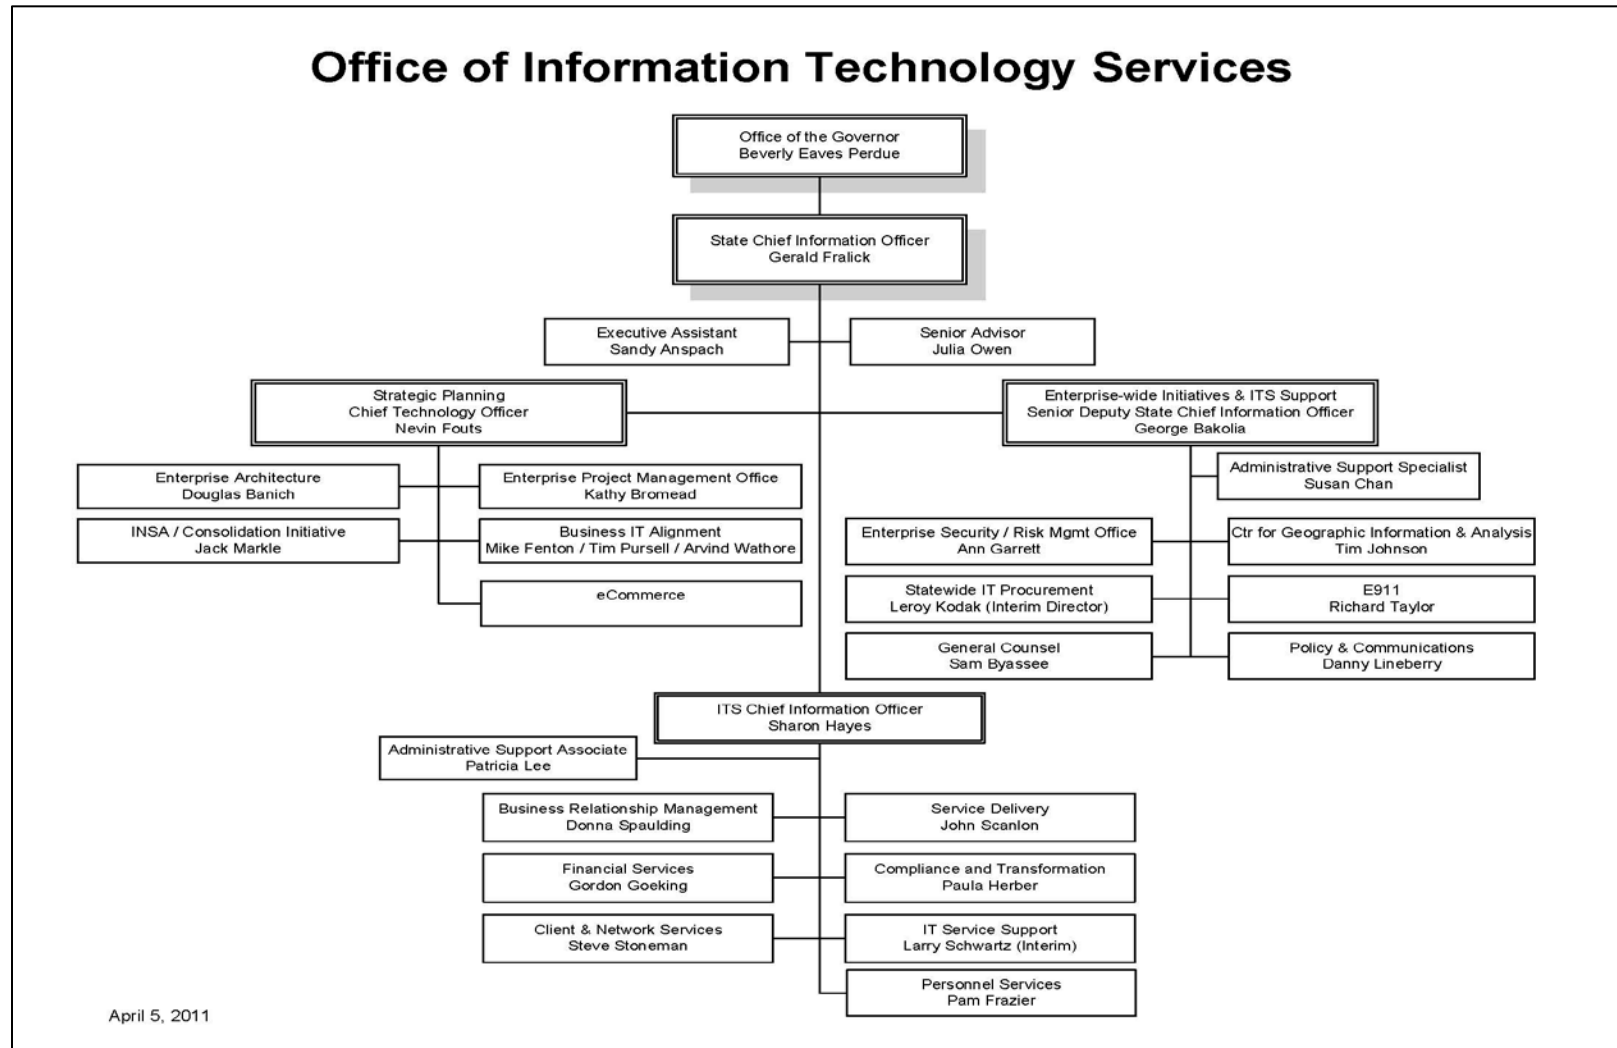 Office of Information Technology Services
Office of the Governor
Beverly Eaves Perdue
State Chief Information Officer
Gerald Fralick
Executive Assistant
Sandy Anspach
Senior Advisor
Julia Owen
Strategic Planning
Chief Technology Officer
Nevin Fouts
Enterprise-wide Initiatives & ITS Support
Senior Deputy State Chief Information Officer
George Bakolia
Enterprise Architecture
Douglas Banich
Enterprise Project Management Office
Kathy Bromead
INSA / Consolidation Initiative
Jack Markle
Business IT Alignment
Mike Fenton / Tim Pursell / Arvind Wathore
eCommerce
Administrative Support Specialist
Susan Chan
Enterprise Security / Risk Mgmt Office
Ann Garrett
Ctr for Geographic Information & Analysis
Tim Johnson
Statewide IT Procurement
Leroy Kodak (Interim Director)
E911
Richard Taylor
General Counsel
Sam Byassee
Policy & Communications
Danny Lineberry
ITS Chief Information Officer
Sharon Hayes
Administrative Support Associate
Patricia Lee
Business Relationship Management
Donna Spaulding
Service Delivery
John Scanlon
Financial Services
Gordon Goeking
Compliance and Transformation
Paula Herber
Client & Network Services
Steve Stoneman
IT Service Support
Larry Schwartz (Interim)
Personnel Services
Pam Frazier
April 5, 2011